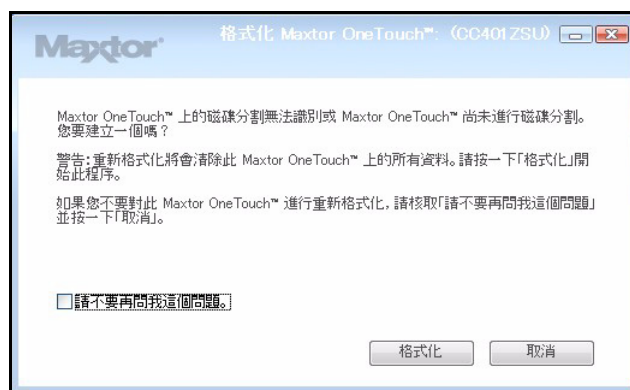 Maxtor®
格式化 Maxtor OneTouch™: (CC401ZSU)
Maxtor OneTouch™ 上的磁碟分割無法識別或 Maxtor OneTouch™ 尚未進行磁碟分割。
您要建立一個嗎？
警告:重新格式化將會清除此 Maxtor OneTouch™ 上的所有資料。請按一下「格式化」開
始此程序。
如果您不要對此 Maxtor OneTouch™ 進行重新格式化, 請核取「請不要再問我這個問題」
並按一下「取消」。
請不要再問我這個問題。
格式化
取消